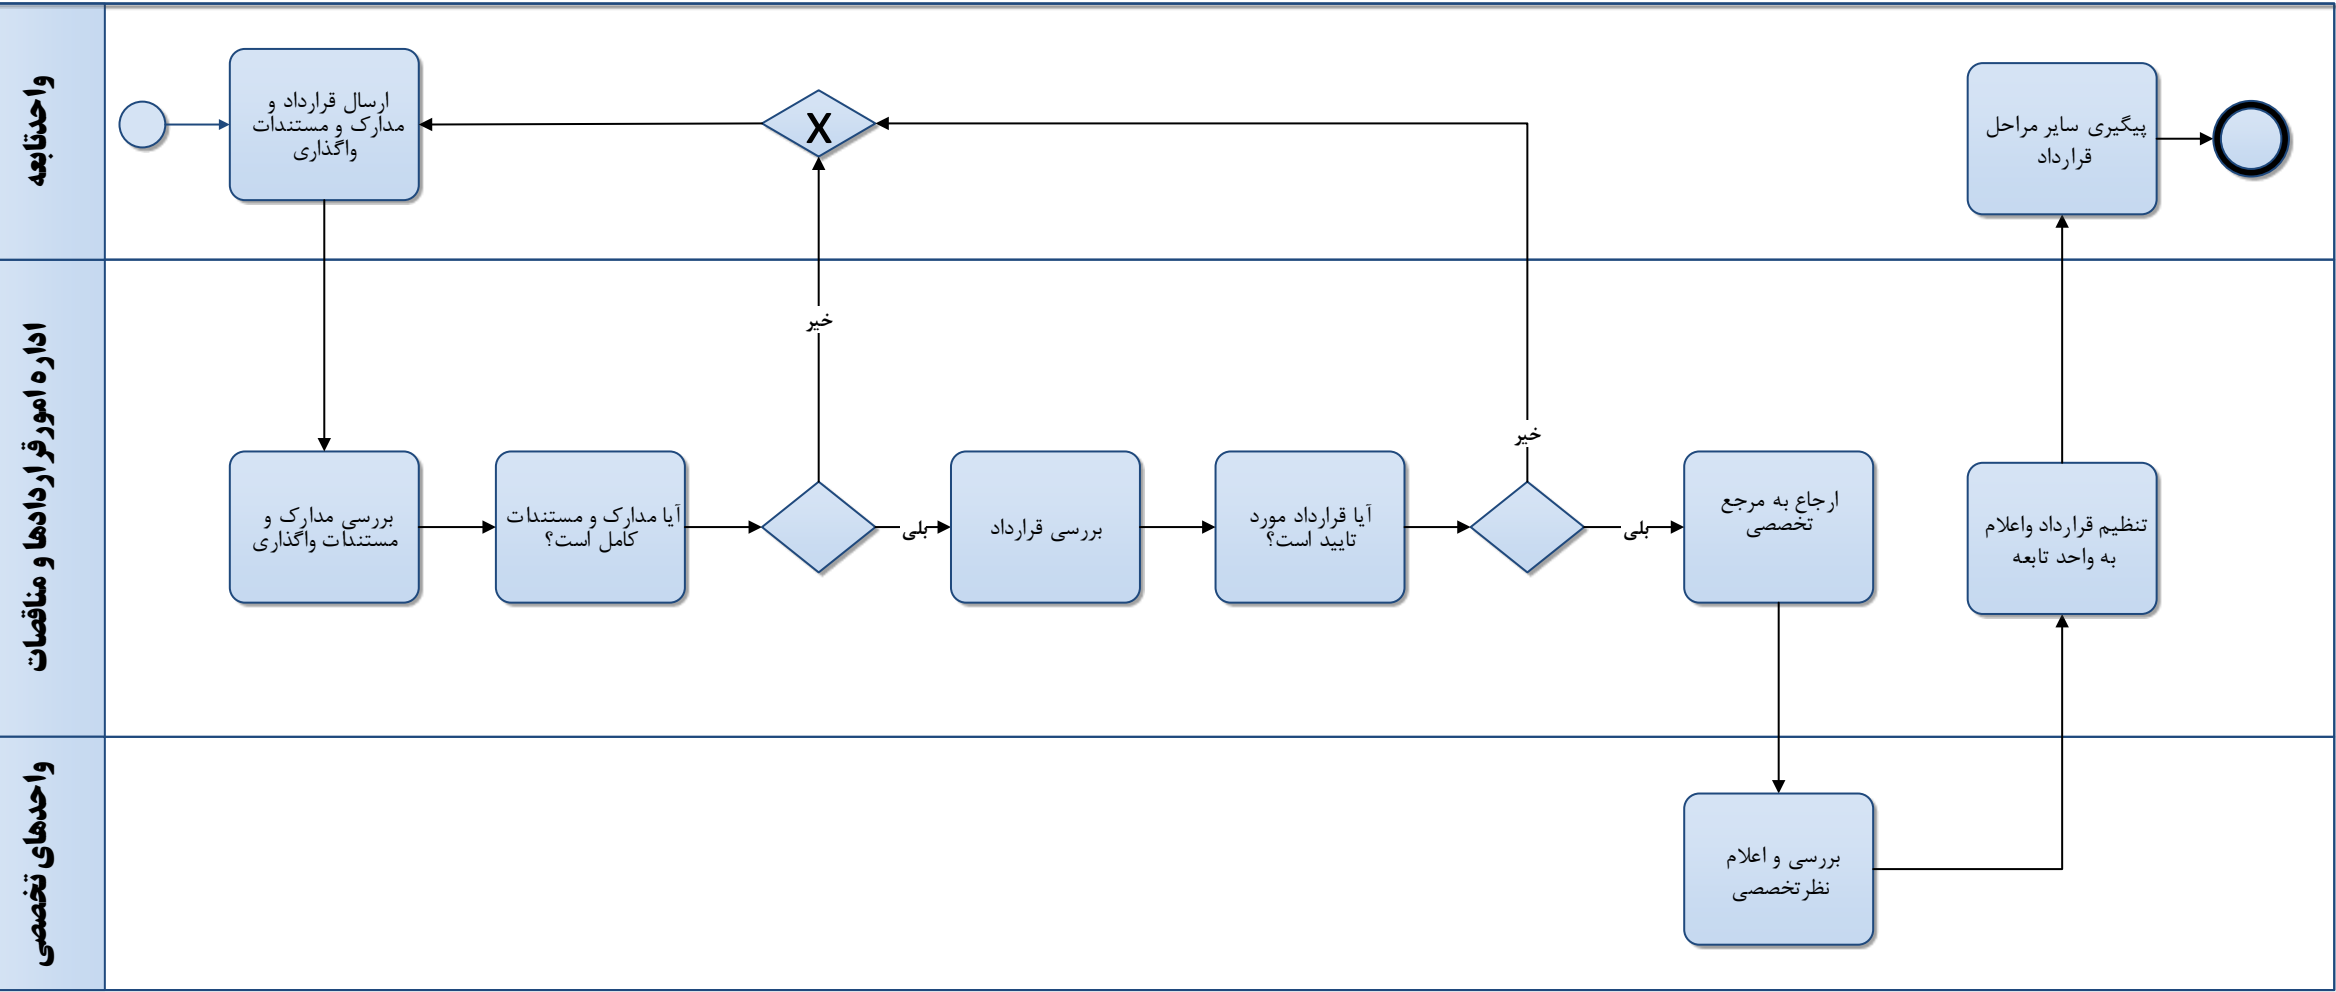 واحدتابعه
ارسال قرارداد و
مدارک و مستندات
واگذاری
X
پیگیری سایر مراحل
قرارداد
اداره امورقراردادها و مناقصات
خیر
خیر
بررسی مدارک و
مستندات واگذاری
آیا مدارک و مستندات
کامل است؟
بلی
بررسی قرارداد
آیا قرارداد مورد
تایید است؟
بلی
ارجاع به مرجع
تخصصی
تنظیم قرارداد واعلام
به واحد تابعه
واحدهای تخصصی
بررسی و اعلام
نظرتخصصی